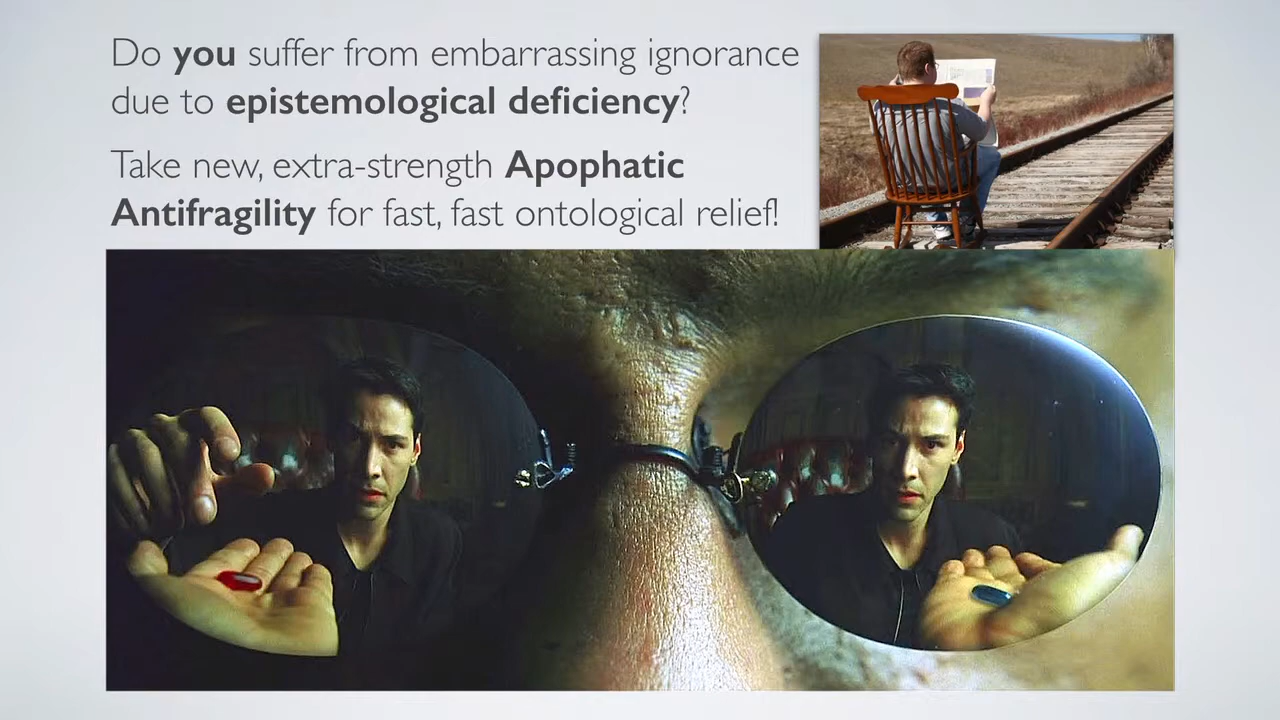 Do you suffer from embarrassing ignorance
due to epistemological deficiency?
Take new, extra-strength Apophatic
Antifragility for fast, fast ontological relief!